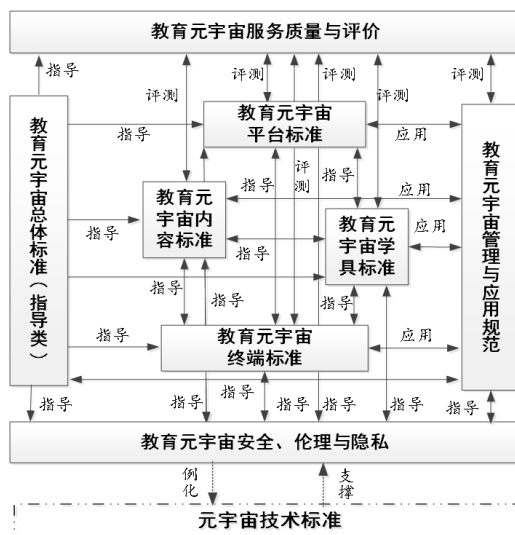 教育元宇宙服务质量与评价
指导
评测
评测
评测
评测
教育元宇宙总体标准（指导类）
指导
教育元宇宙
平台标准
应用
教育元宇宙管理与应用规范
指导
评测
指导
教育元
宇宙内
容标准
应用
指导
教育元
宇宙学
具标准
应用
指导
指导
指导
指导
指导
教育元宇宙
终端标准
应用
指导
指导
指导
指导
指导
指导
教育元宇宙安全、伦理与隐私
例化
支撑
元宇宙技术标准